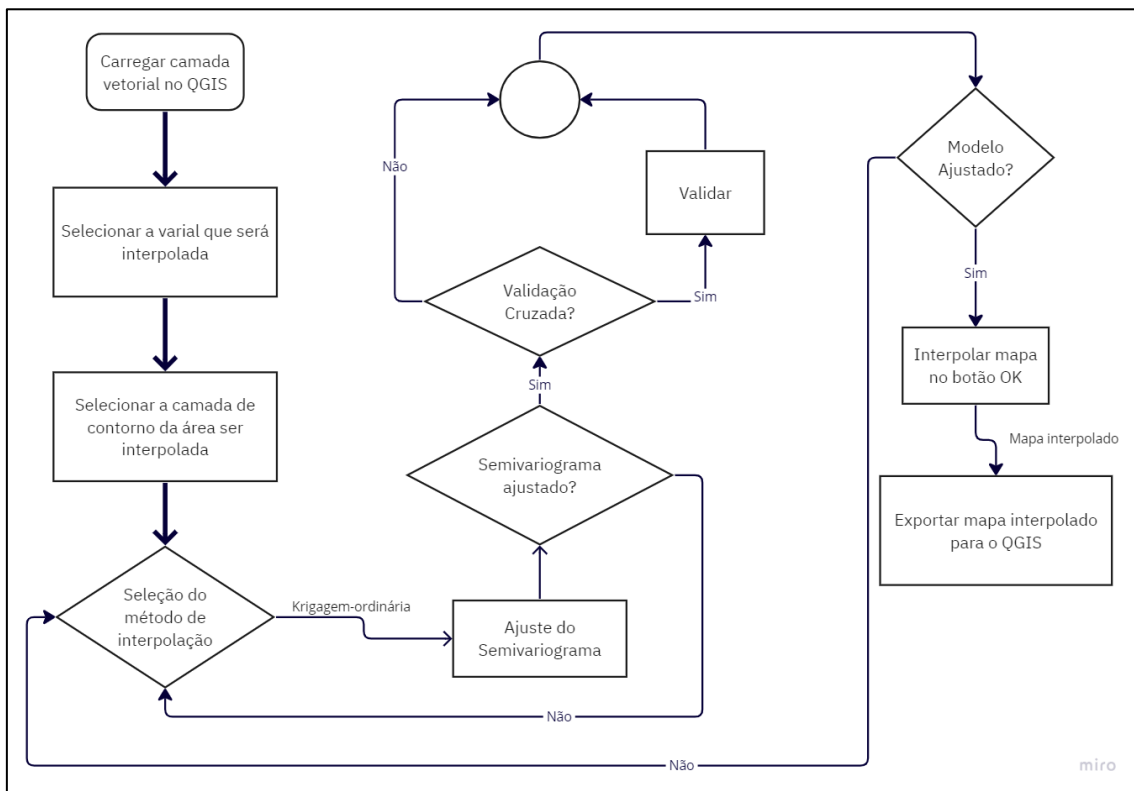 Carregar camada
vetorial no QGIS
Selecionar a varial que será
interpolada
Selecionar a camada de
contorno da área ser
interpolada
Seleção do
método de
interpolação
Krigagem-ordinária
Ajuste do
Semivariograma
Semivariograma
ajustado?
Não
Sim
Validação
Cruzada?
Não
Sim
Validar
Modelo
Ajustado?
Não
Sim
Interpolar mapa
no botão OK
Mapa interpolado
Exportar mapa interpolado
para o QGIS
miro